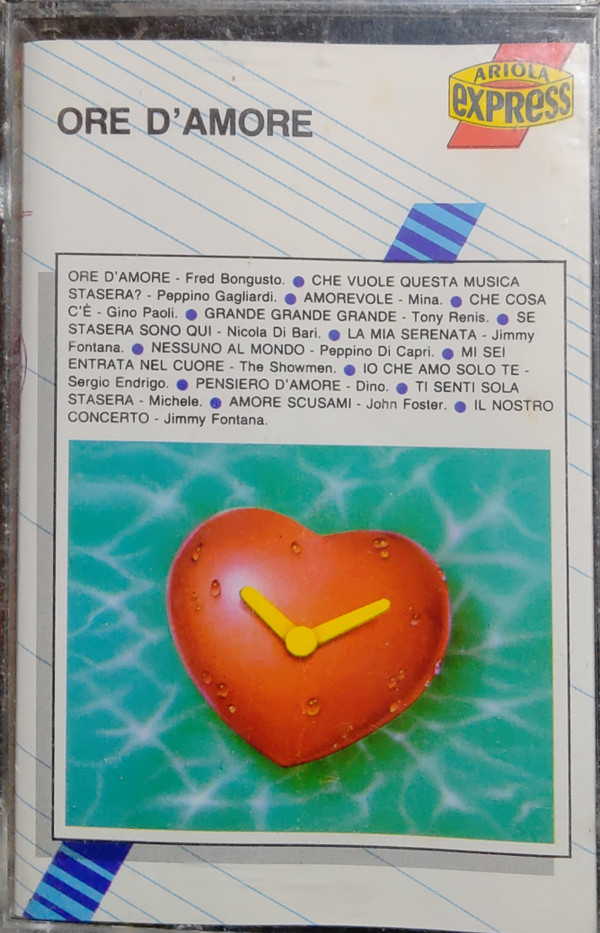 ARIOLA
EXPRESS
ORE D'AMORE
ORE D'AMORE - Fred Bongusto. ● CHE VUOLE QUESTA MUSICA
STASERA? - Peppino Gagliardi. ● AMOREVOLE - Mina. ● CHE COSA
C'È - Gino Paoli. ● GRANDE GRANDE GRANDE - Tony Renis. ● SE
STASERA SONO QUI - Nicola Di Bari. ● LA MIA SERENATA - Jimmy
Fontana. ● NESSUNO AL MONDO - Peppino Di Capri. ● MI SEI
ENTRATA NEL CUORE - The Showmen. ● IO CHE AMO SOLO TE -
Sergio Endrigo. ● PENSIERO D'AMORE - Dino. ● TI SENTI SOLA
STASERA - Michele. ● AMORE SCUSAMI - John Foster. ● IL NOSTRO
CONCERTO - Jimmy Fontana.